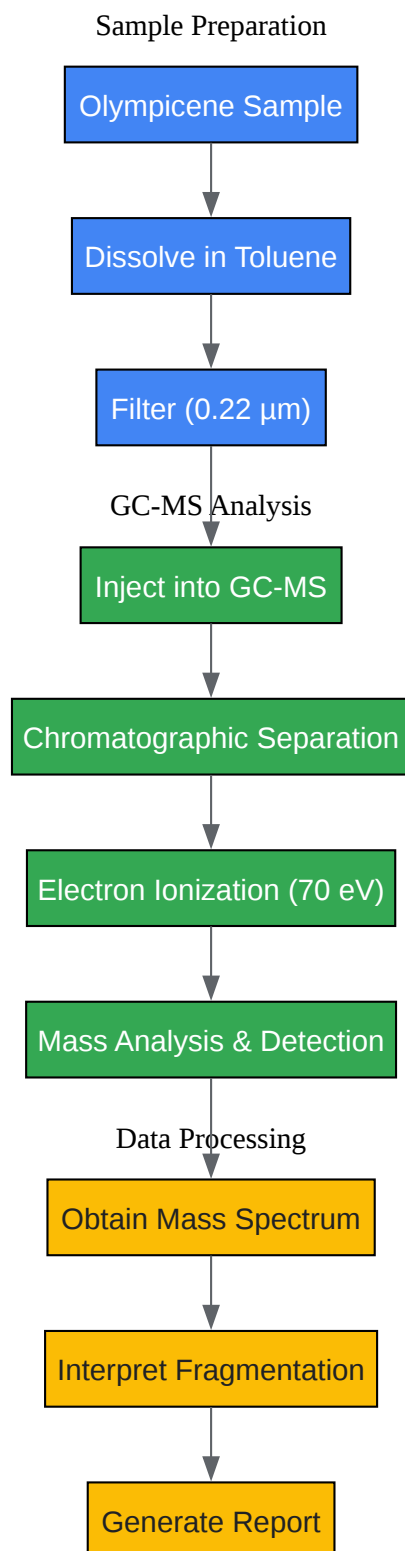 Sample Preparation
Olympicene Sample
Dissolve in Toluene
Filter (0.22 µm)
GC-MS Analysis
Inject into GC-MS
Chromatographic Separation
Electron Ionization (70 eV)
Mass Analysis & Detection
Data Processing
Obtain Mass Spectrum
Interpret Fragmentation
Generate Report